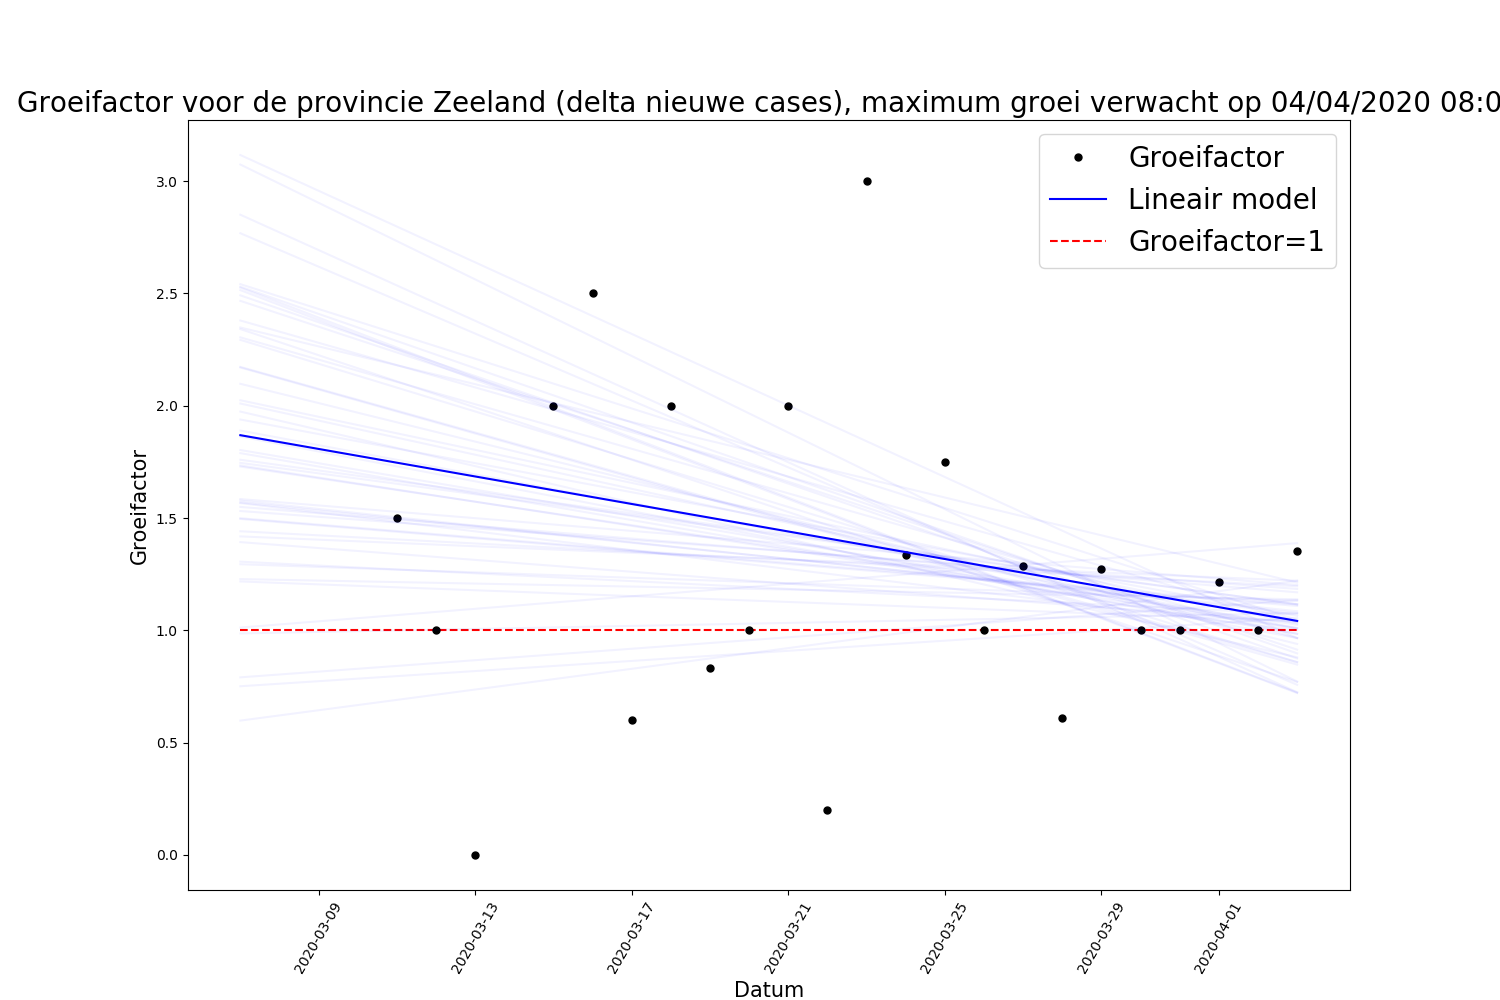 Groeifactor voor de provincie Zeeland (delta nieuwe cases), maximum groei verwacht op 04/04/2020 08:0
Groeifactor
Lineair model
Groeifactor=1
3.0
2.5
2.0
1.5
1.0
0.5
0.0
Groeifactor
2020-03-09
2020-03-13
2020-03-17
2020-03-21
2020-03-25
2020-03-29
2020-04-01
Datum